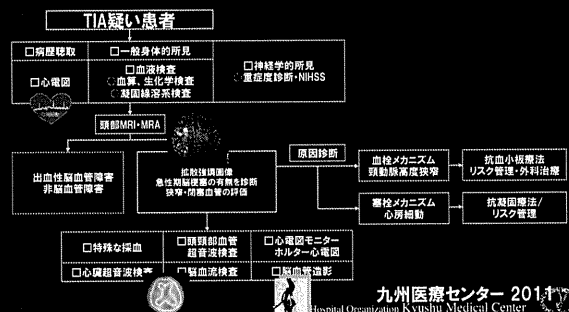 TIA疑い患者
□病歴聴取
□一般身体的所見
□神経学的所見
○重症度診断・NIHSS
□心電図
□血液検査
○血算、生化学検査
○凝固線溶系検査
頭部MRI・MRA
出血性脳血管障害
非脳血管障害
拡散強調画像
急性期脳梗塞の有無を診断
狭窄・閉塞血管の評価
原因診断
血栓メカニズム
頸動脈高度狭窄
抗血小板療法
リスク管理・外科治療
塞栓メカニズム
心房細動
抗凝固療法/
リスク管理
□特殊な採血
□頭頸部血管
超音波検査
□心電図モニター
ホルター心電図
□心臓超音波検査
□脳血流検査
□脳血管造影
九州医療センター 2011
Hospital Organization Kyushu Medical Center